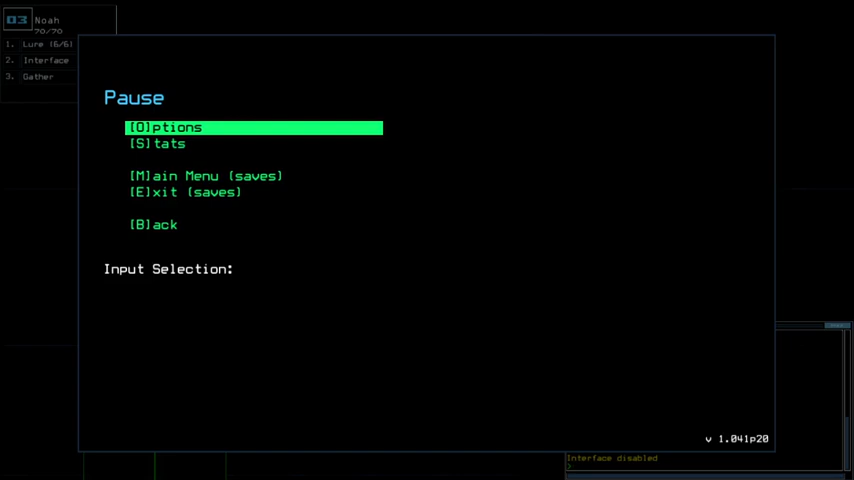 03 Noah
70/70
1. Lure (6/6)
2. Interface
3. Gather
Pause
[O]ptions
[S]tats
[M]ain Menu (saves)
[E]xit (saves)
[B]ack
Input Selection:
v 1.041p20
Interface disabled
>